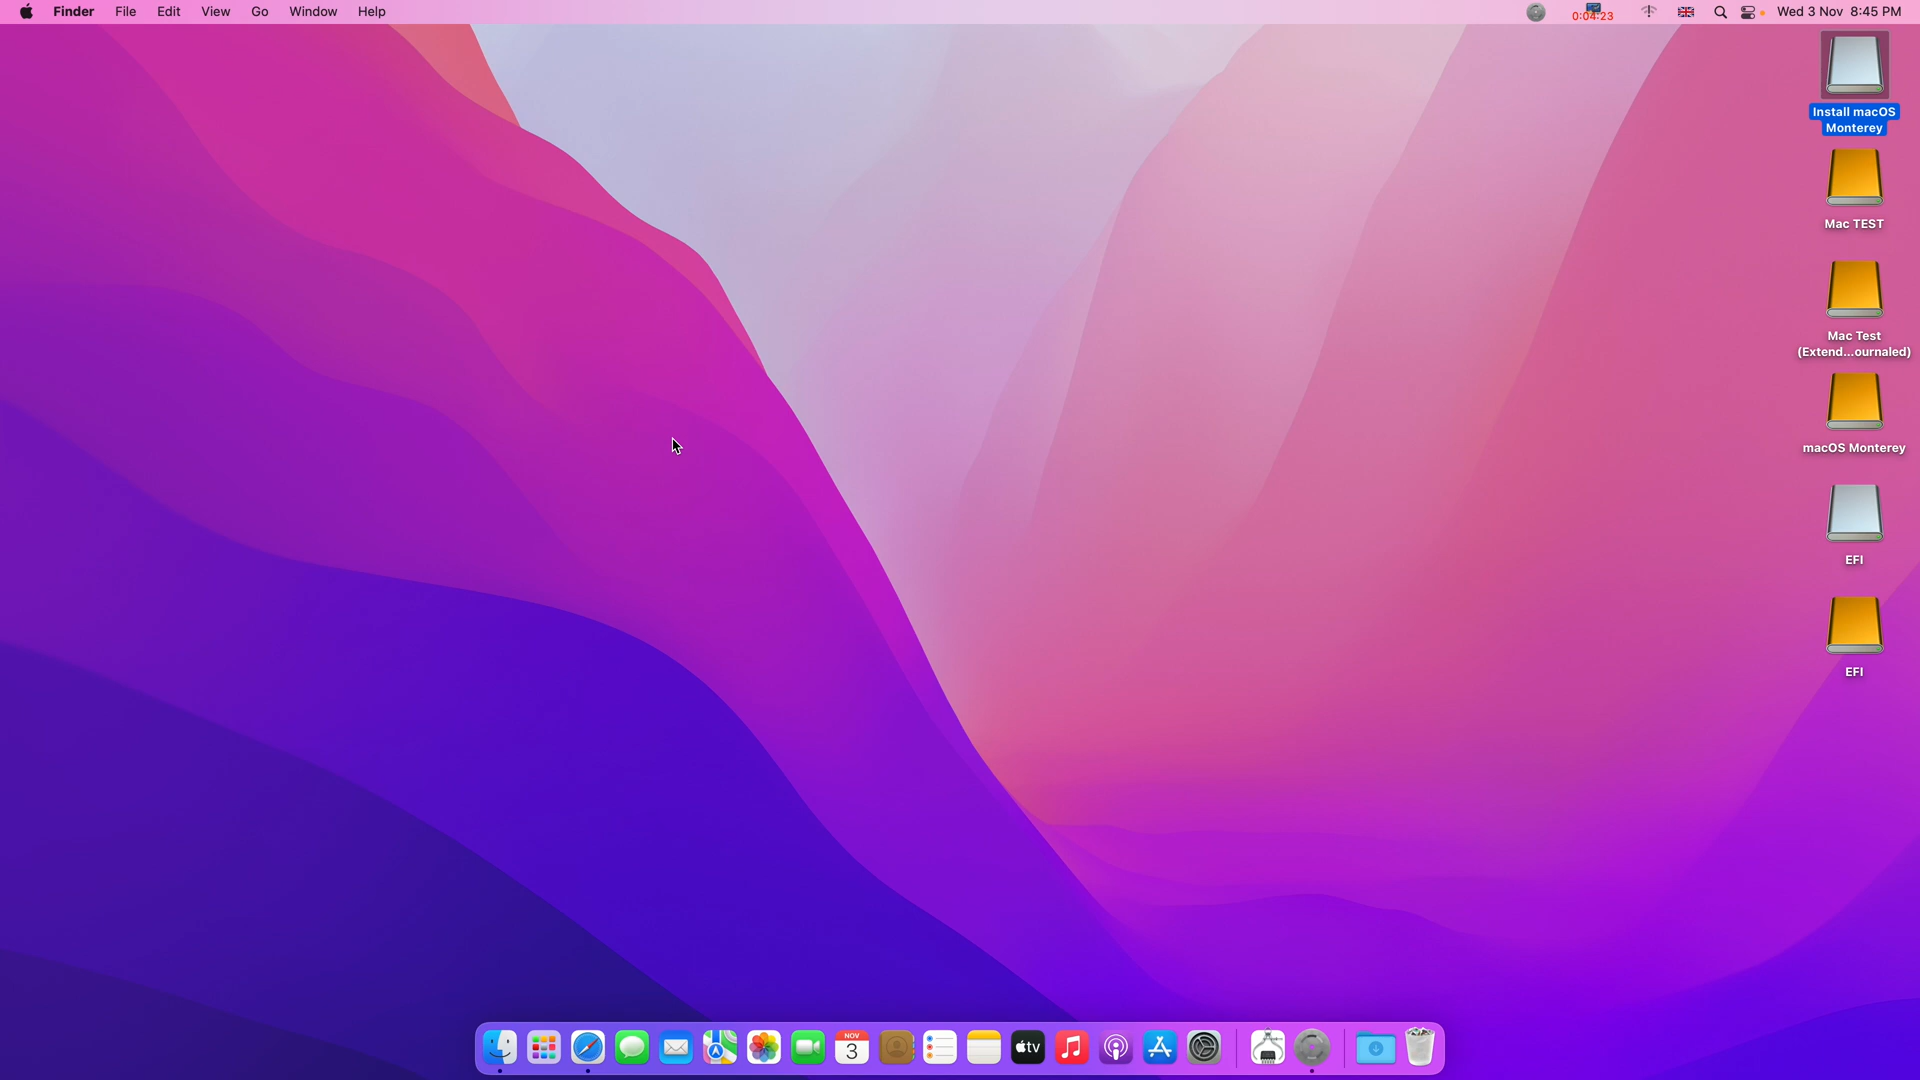 Finder File Edit View Go Window Help
0:04:23
Wed 3 Nov 8:45 PM
Install macOS
Monterey
Mac TEST
Mac Test
(Extend...ournaled)
macOS Monterey
EFI
EFI
NOV
3
tv